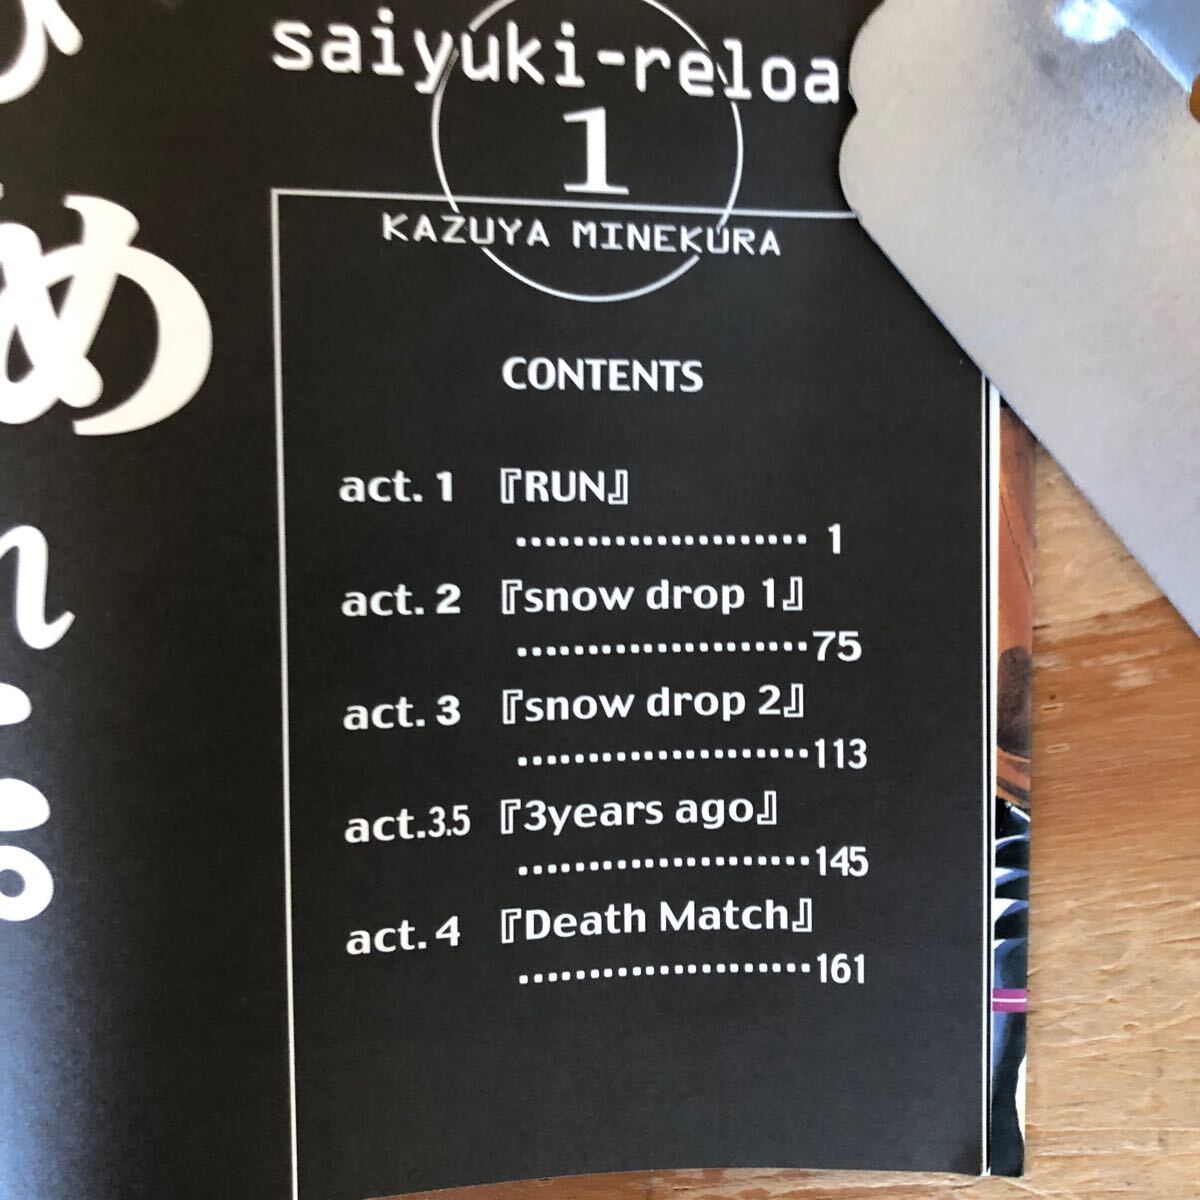 saiyuki-reloa
1
KAZUYA MINEKURA
CONTENTS
act. 1 『RUN』
..................... 1
act. 2 『snow drop 1』
.....................75
act. 3 『snow drop 2』
.....................113
act.3.5 『3years ago』
.....................145
act. 4 『Death Match』
.....................161
め